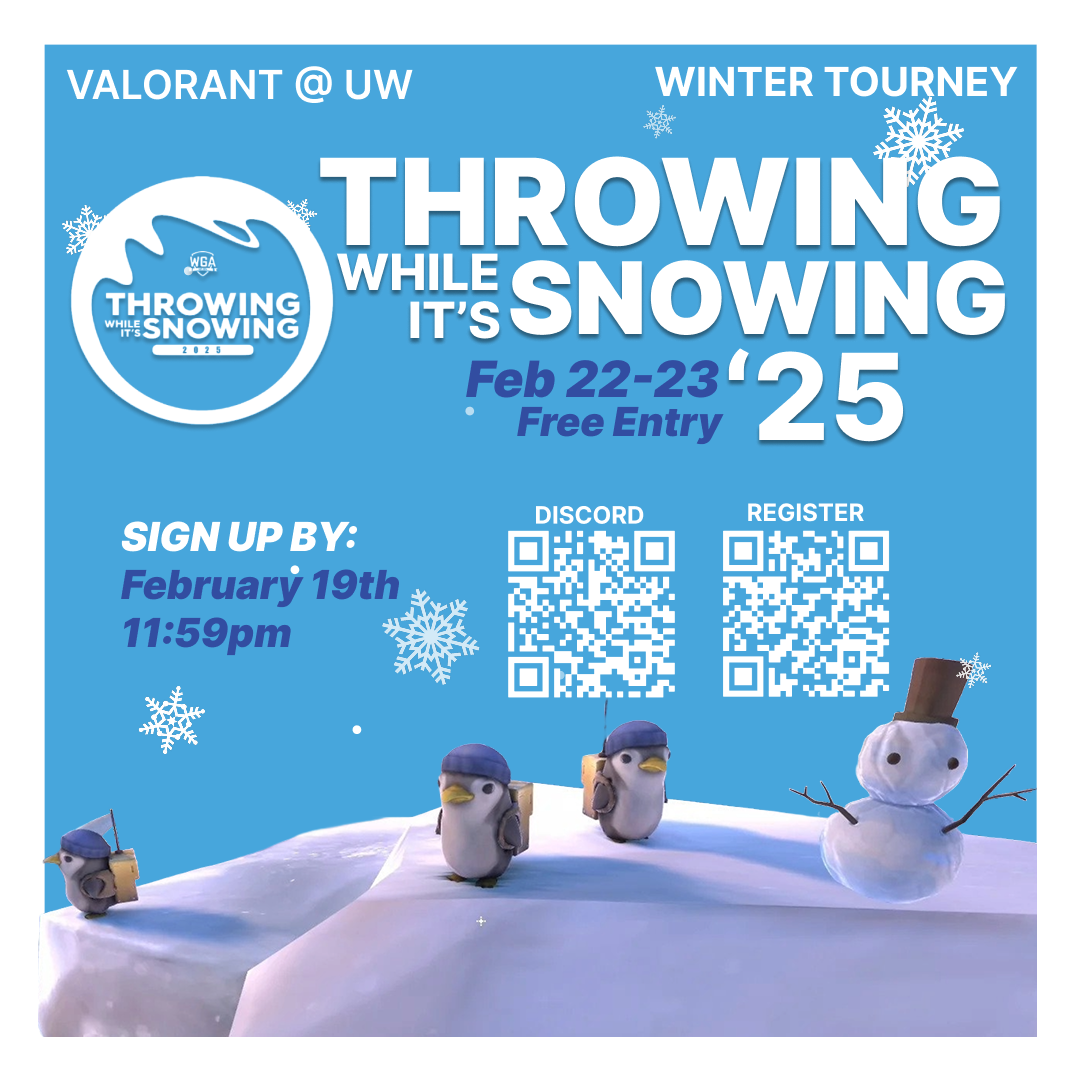 VALORANT @ UW
WINTER TOURNEY
THROWING
WHILE
IT'S
SNOWING
Feb 22-23
Free Entry
‘25
WGA
THROWING
WHILE
IT'S
SNOWING
2025
SIGN UP BY:
February 19th
11:59pm
DISCORD
REGISTER